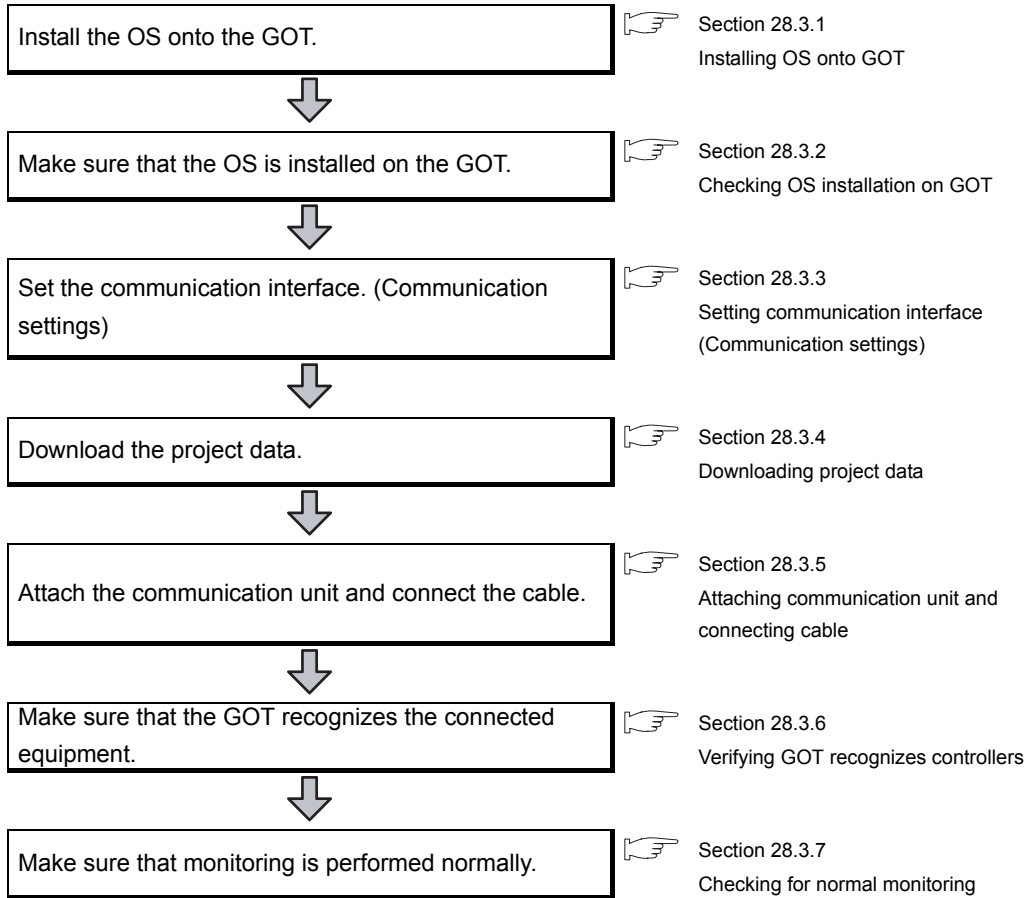 Install the OS onto the GOT.
Section 28.3.1
Installing OS onto GOT
Make sure that the OS is installed on the GOT.
Section 28.3.2
Checking OS installation on GOT
Set the communication interface. (Communication
settings)
Section 28.3.3
Setting communication interface
(Communication settings)
Download the project data.
Section 28.3.4
Downloading project data
Attach the communication unit and connect the cable.
Section 28.3.5
Attaching communication unit and
connecting cable
Make sure that the GOT recognizes the connected
equipment.
Section 28.3.6
Verifying GOT recognizes controllers
Make sure that monitoring is performed normally.
Section 28.3.7
Checking for normal monitoring